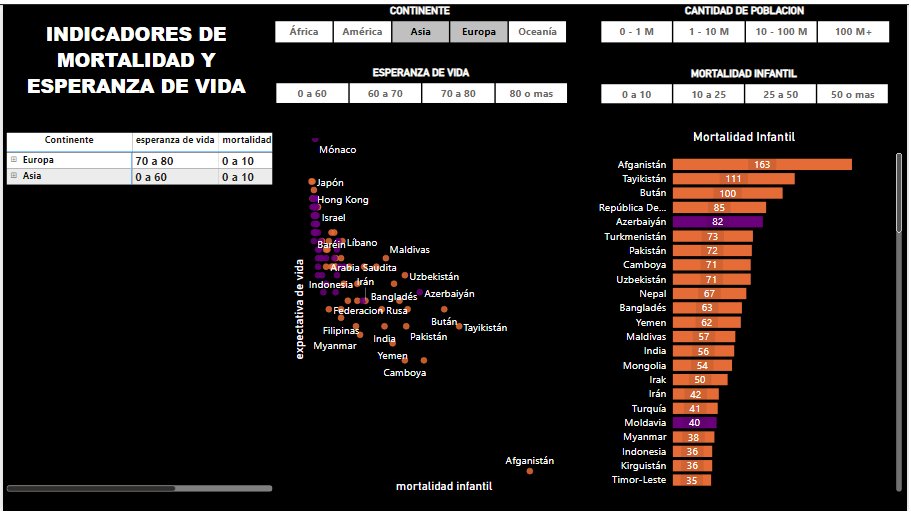 INDICADORES DE
MORTALIDAD Y
ESPERANZA DE VIDA
CONTINENTE
África América Asia Europa Oceanía
CANTIDAD DE POBLACION
0 - 1 M 1 - 10 M 10 - 100 M 100 M+
ESPERANZA DE VIDA
0 a 60 60 a 70 70 a 80 80 o mas
MORTALIDAD INFANTIL
0 a 10 10 a 25 25 a 50 50 o mas
Continente esperanza de vida mortalidad
Europa 70 a 80 0 a 10
Asia 0 a 60 0 a 10
Mónaco
Japón
Hong Kong
Israel
Baréin Líbano
Maldivas
Arabia Saudita
Uzbekistán
Indonesia Irán
Bangladés Azerbaiyán
Federacion Rusa
Bután
Filipinas Tayikistán
India Pakistán
Myanmar
Yemen
Camboya
Afganistán
expectativa de vida
mortalidad infantil
Mortalidad Infantil
Afganistán 163
Tayikistán 111
Bután 100
República De... 85
Azerbaiyán 82
Turkmenistán 73
Pakistán 72
Camboya 71
Uzbekistán 71
Nepal 67
Bangladés 63
Yemen 62
Maldivas 57
India 56
Mongolia 54
Irak 50
Irán 42
Turquía 41
Moldavia 40
Myanmar 38
Indonesia 36
Kirguistán 36
Timor-Leste 35